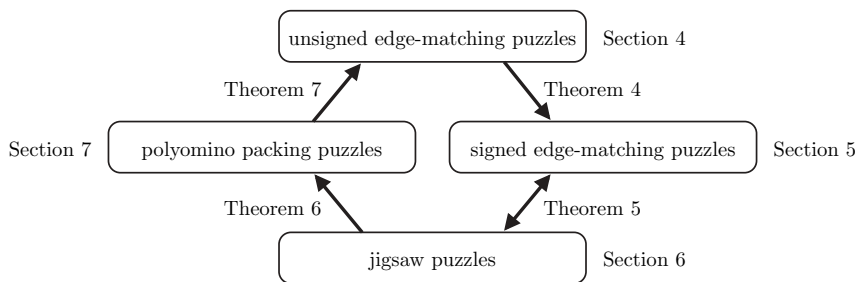 unsigned edge-matching puzzles
Section 4
Theorem 7
Theorem 4
Section 7
polyomino packing puzzles
signed edge-matching puzzles
Section 5
Theorem 6
Theorem 5
jigsaw puzzles
Section 6